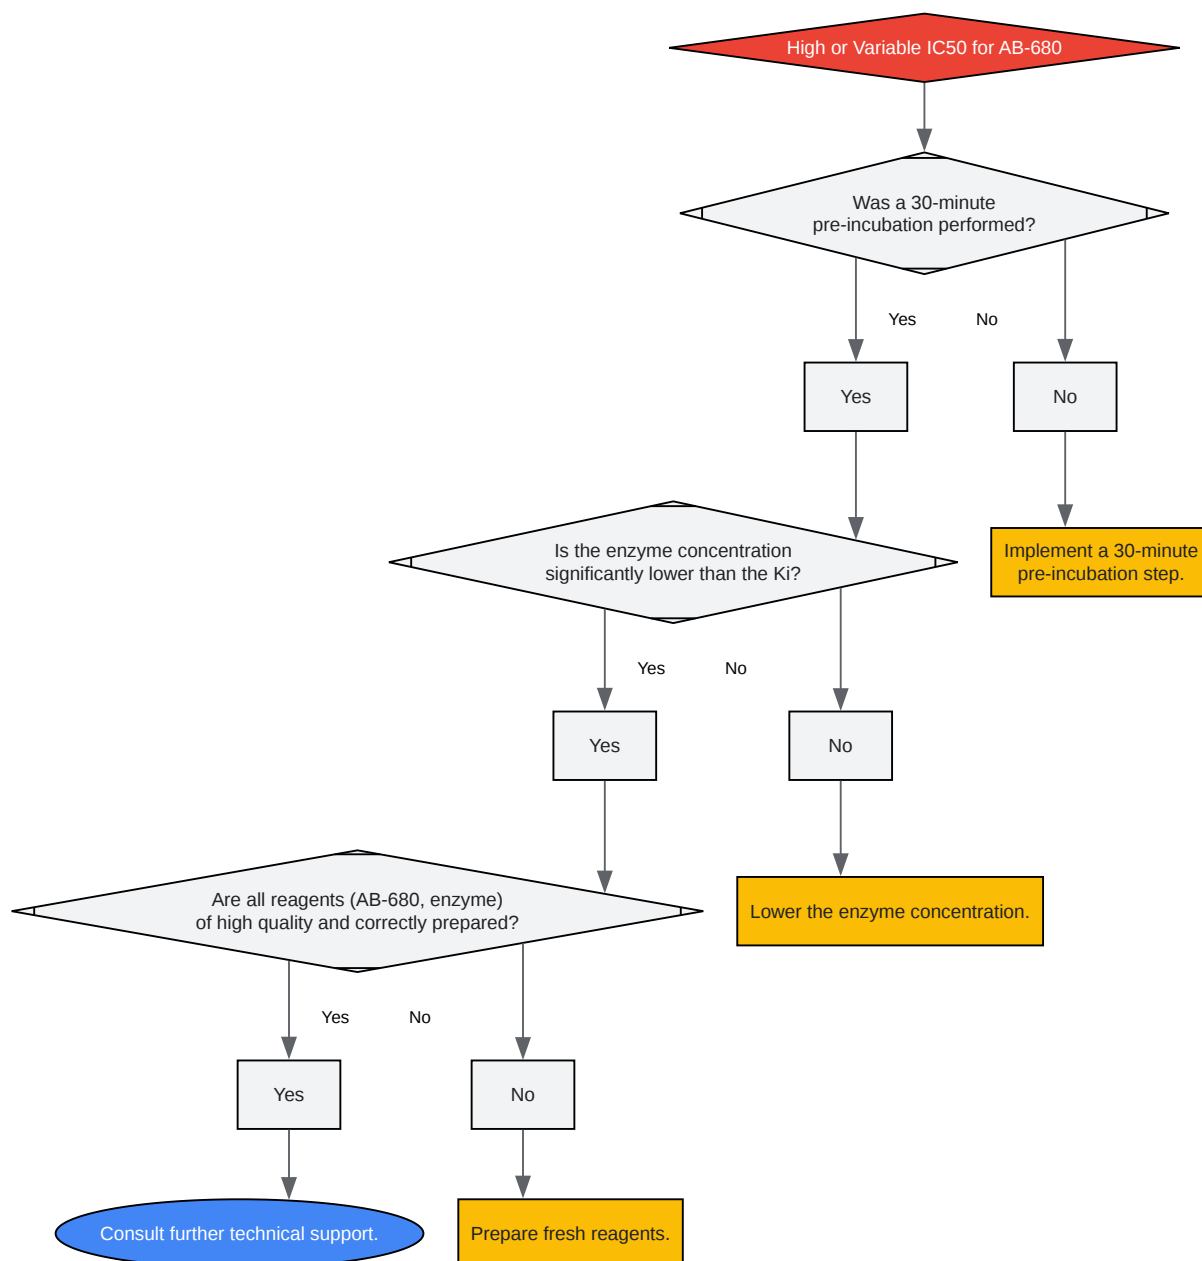 High or Variable IC50 for AB-680
Was a 30-minute
pre-incubation performed?
Yes
No
Yes
No
Is the enzyme concentration
significantly lower than the Ki?
Implement a 30-minute
pre-incubation step.
Yes
No
Yes
No
Are all reagents (AB-680, enzyme)
of high quality and correctly prepared?
Lower the enzyme concentration.
Yes
No
Yes
No
Consult further technical support.
Prepare fresh reagents.